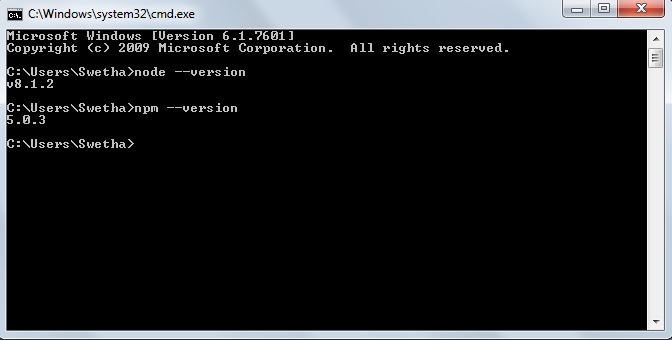 C:\Windows\system32\cmd.exe
Microsoft Windows [Version 6.1.7601]
Copyright (c) 2009 Microsoft Corporation.  All rights reserved.
C:\Users\Swetha>node --version
v8.1.2
C:\Users\Swetha>npm --version
5.0.3
C:\Users\Swetha>